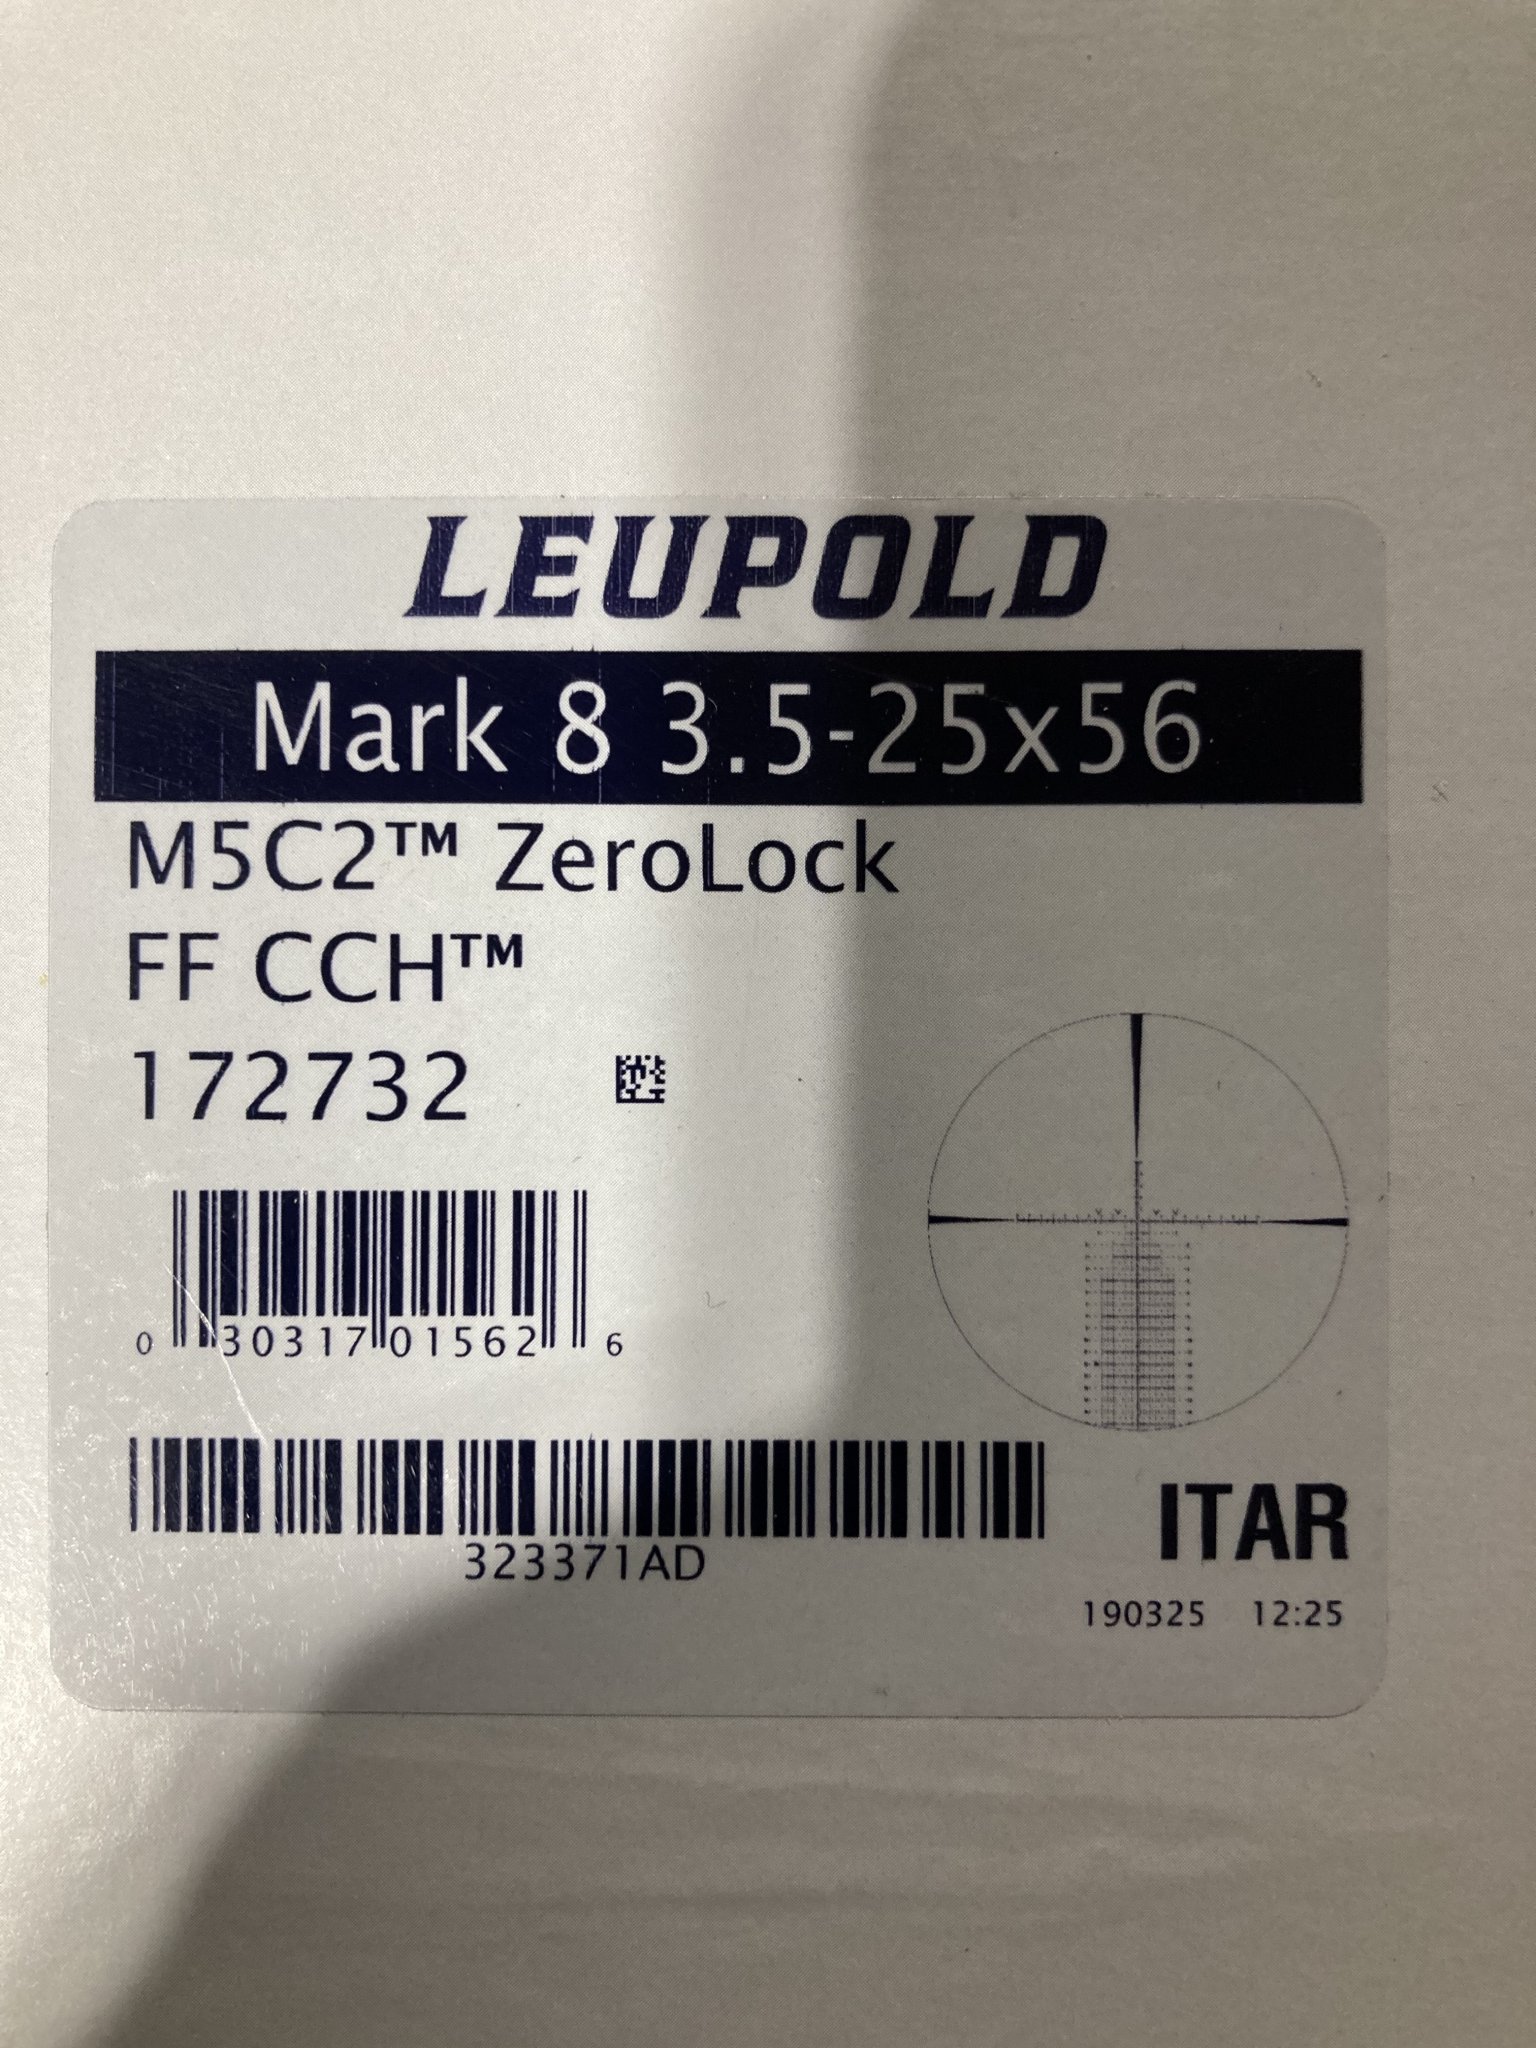 LEUPOLD
Mark 8 3.5-25x56
M5C2™ ZeroLock
FF CCH™
172732
0 30317 01562 6
323371AD
ITAR
190325 12:25